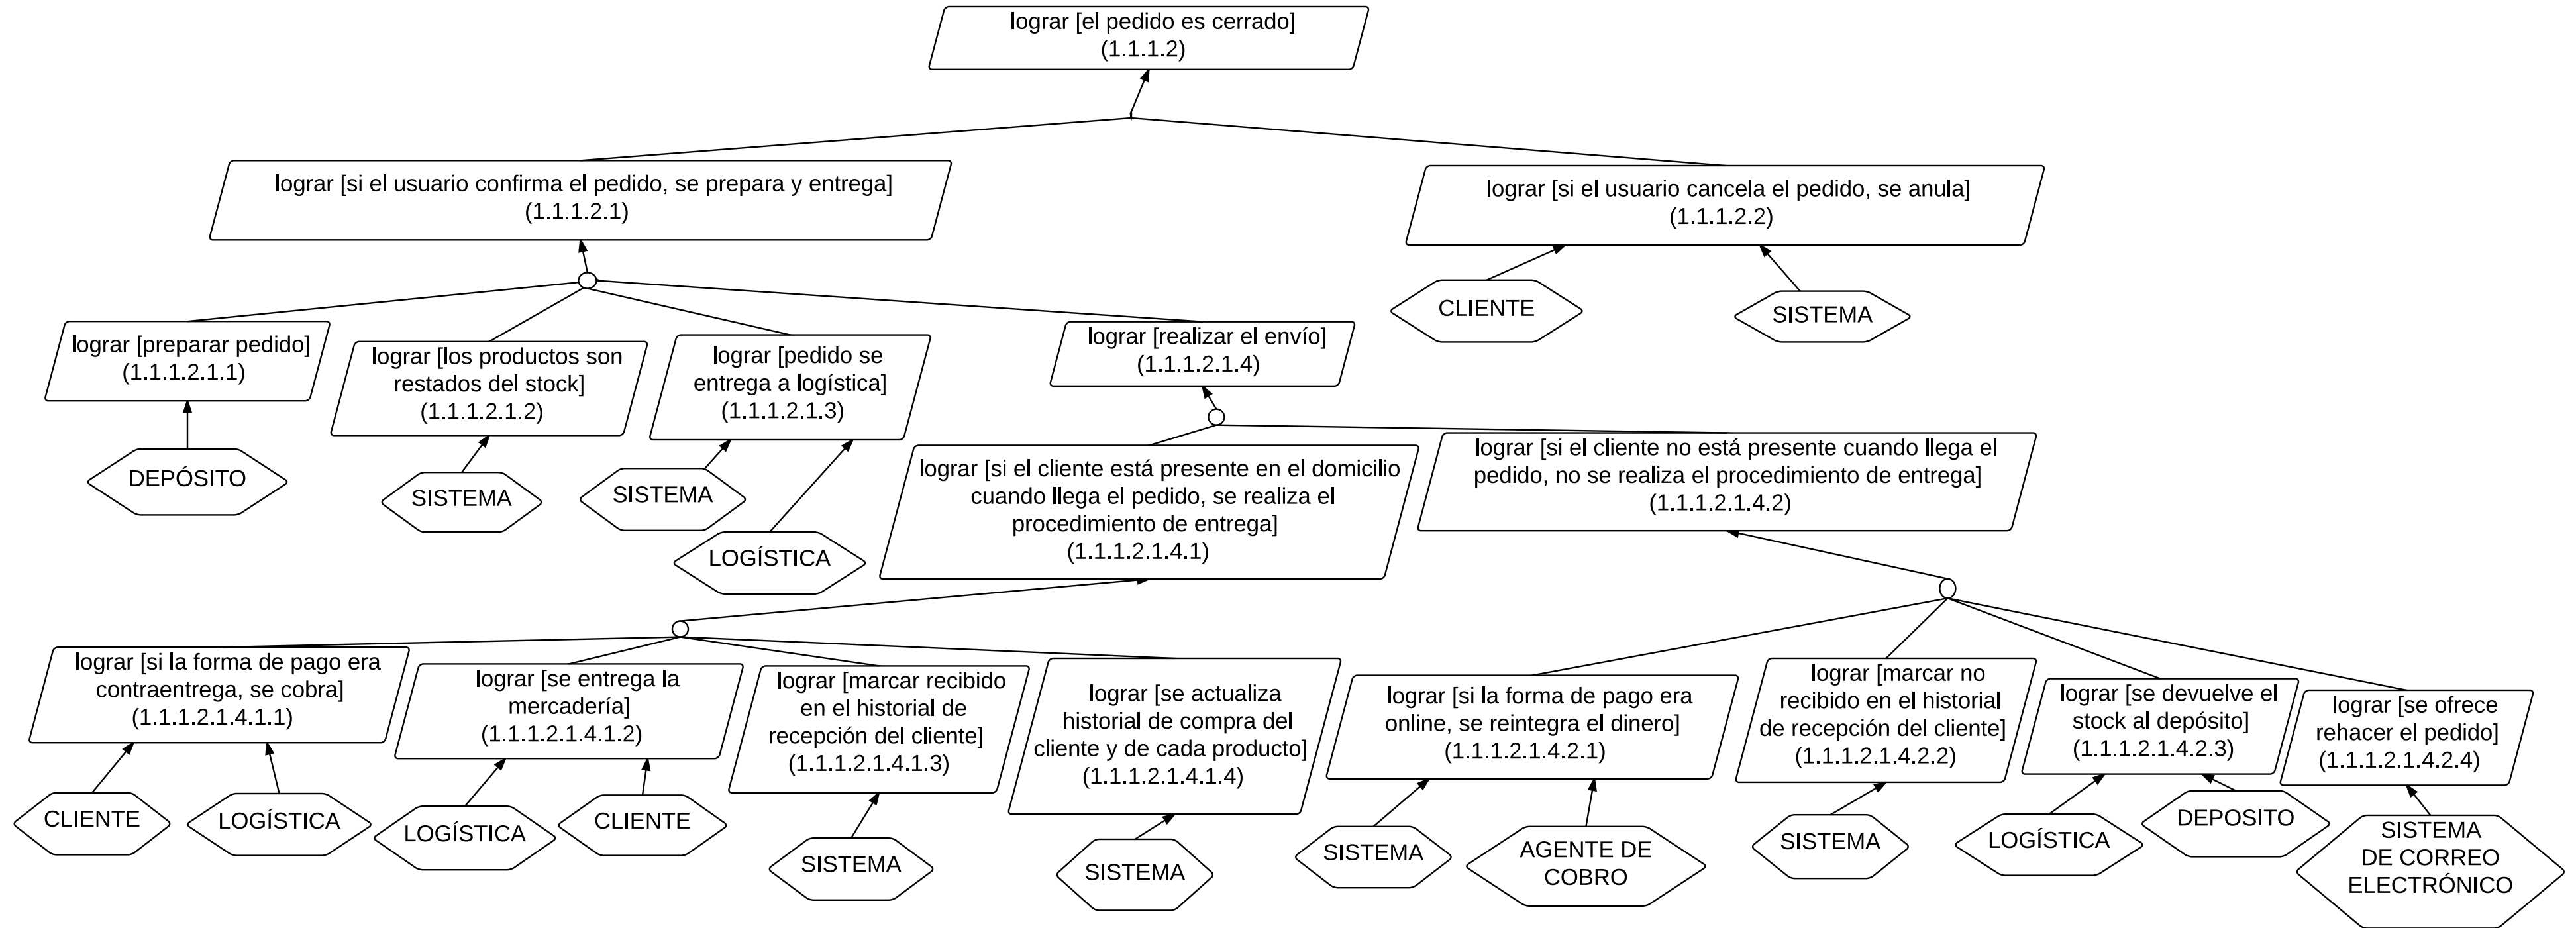 lograr [el pedido es cerrado]
(1.1.1.2)
lograr [si el usuario confirma el pedido, se prepara y entrega]
(1.1.1.2.1)
lograr [si el usuario cancela el pedido, se anula]
(1.1.1.2.2)
CLIENTE
SISTEMA
lograr [preparar pedido]
(1.1.1.2.1.1)
lograr [los productos son
restados del stock]
(1.1.1.2.1.2)
lograr [pedido se
entrega a logística]
(1.1.1.2.1.3)
lograr [realizar el envío]
(1.1.1.2.1.4)
DEPÓSITO
SISTEMA
SISTEMA
LOGÍSTICA
lograr [si el cliente está presente en el domicilio
cuando llega el pedido, se realiza el
procedimiento de entrega]
(1.1.1.2.1.4.1)
lograr [si el cliente no está presente cuando llega el
pedido, no se realiza el procedimiento de entrega]
(1.1.1.2.1.4.2)
lograr [si la forma de pago era
contraentrega, se cobra]
(1.1.1.2.1.4.1.1)
lograr [se entrega la
mercadería]
(1.1.1.2.1.4.1.2)
lograr [marcar recibido
en el historial de
recepción del cliente]
(1.1.1.2.1.4.1.3)
lograr [se actualiza
historial de compra del
cliente y de cada producto]
(1.1.1.2.1.4.1.4)
lograr [si la forma de pago era
online, se reintegra el dinero]
(1.1.1.2.1.4.2.1)
lograr [marcar no
recibido en el historial
de recepción del cliente]
(1.1.1.2.1.4.2.2)
lograr [se devuelve el
stock al depósito]
(1.1.1.2.1.4.2.3)
lograr [se ofrece
rehacer el pedido]
(1.1.1.2.1.4.2.4)
CLIENTE
LOGÍSTICA
LOGÍSTICA
CLIENTE
SISTEMA
SISTEMA
SISTEMA
AGENTE DE
COBRO
SISTEMA
LOGÍSTICA
DEPOSITO
SISTEMA
DE CORREO
ELECTRÓNICO